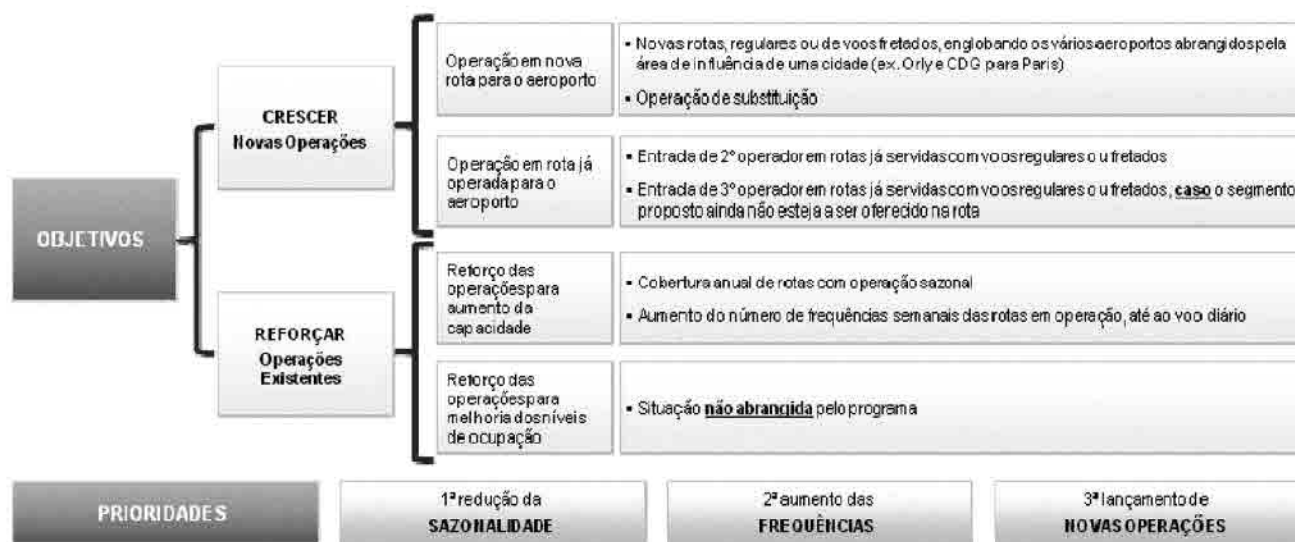 OBJETIVOS
CRESCER
Novas Operações
Operação em nova
rota para o aeroporto
▪ Novas rotas, regulares ou de voos fretados, englobando os vários aeroportos abrangidos pela
área de influência de uma cidade (ex. Orly e CDG para Paris)
▪ Operação de substituição
Operação em rota já
operada para o
aeroporto
▪ Entrada de 2º operador em rotas já servidas com voos regulares ou fretados
▪ Entrada de 3º operador em rotas já servidas com voos regulares ou fretados, caso o segmento
proposto ainda não esteja a ser oferecido na rota
REFORÇAR
Operações
Existentes
Reforço das
operações para
aumento da
capacidade
▪ Cobertura anual de rotas com operação sazonal
▪ Aumento do número de frequências semanais das rotas em operação, até ao voo diário
Reforço das
operações para
melhoria dos níveis
de ocupação
▪ Situação não abrangida pelo programa
PRIORIDADES
1ª redução da
SAZONALIDADE
2ª aumento das
FREQUÊNCIAS
3ª lançamento de
NOVAS OPERAÇÕES